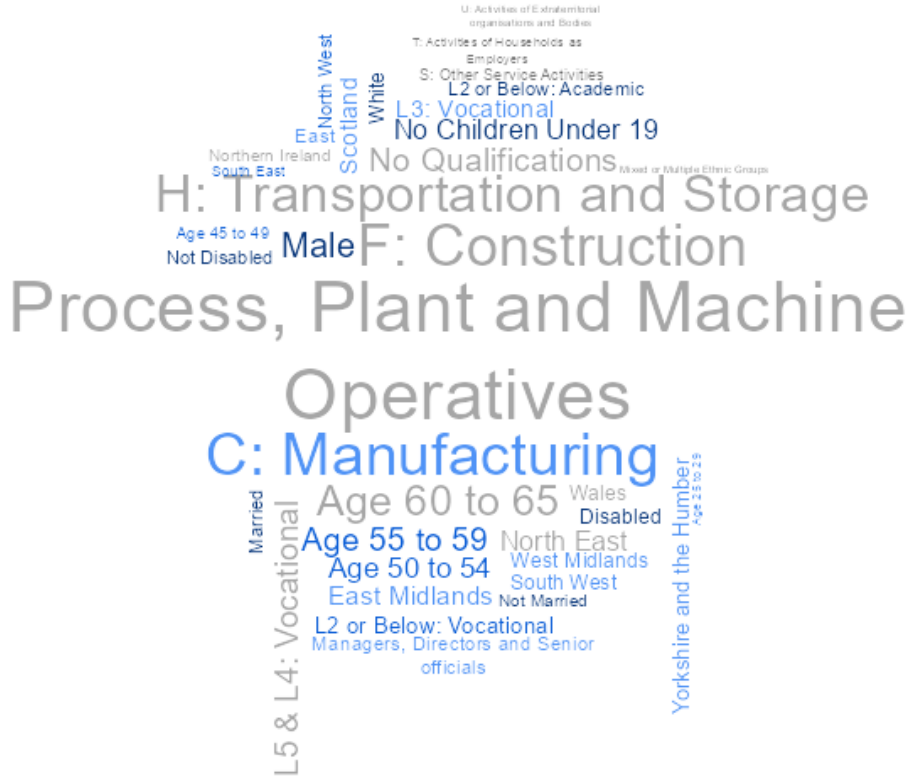 U: Activities of Extraterritorial
organisations and Bodies
T: Activities of Households as
Employers
S: Other Service Activities
L2 or Below: Academic
North West
Scotland
White
L3: Vocational
No Children Under 19
East
Northern Ireland
No Qualifications
Mixed or Multiple Ethnic Groups
South East
H: Transportation and Storage
Age 45 to 49
Not Disabled
Male
F: Construction
Process, Plant and Machine
Operatives
C: Manufacturing
Age 60 to 65
Wales
Disabled
Married
Age 55 to 59
North East
Yorkshire and the Humber
Age 25 to 29
Age 50 to 54
West Midlands
South West
East Midlands
Not Married
L5 & L4: Vocational
L2 or Below: Vocational
Managers, Directors and Senior
officials